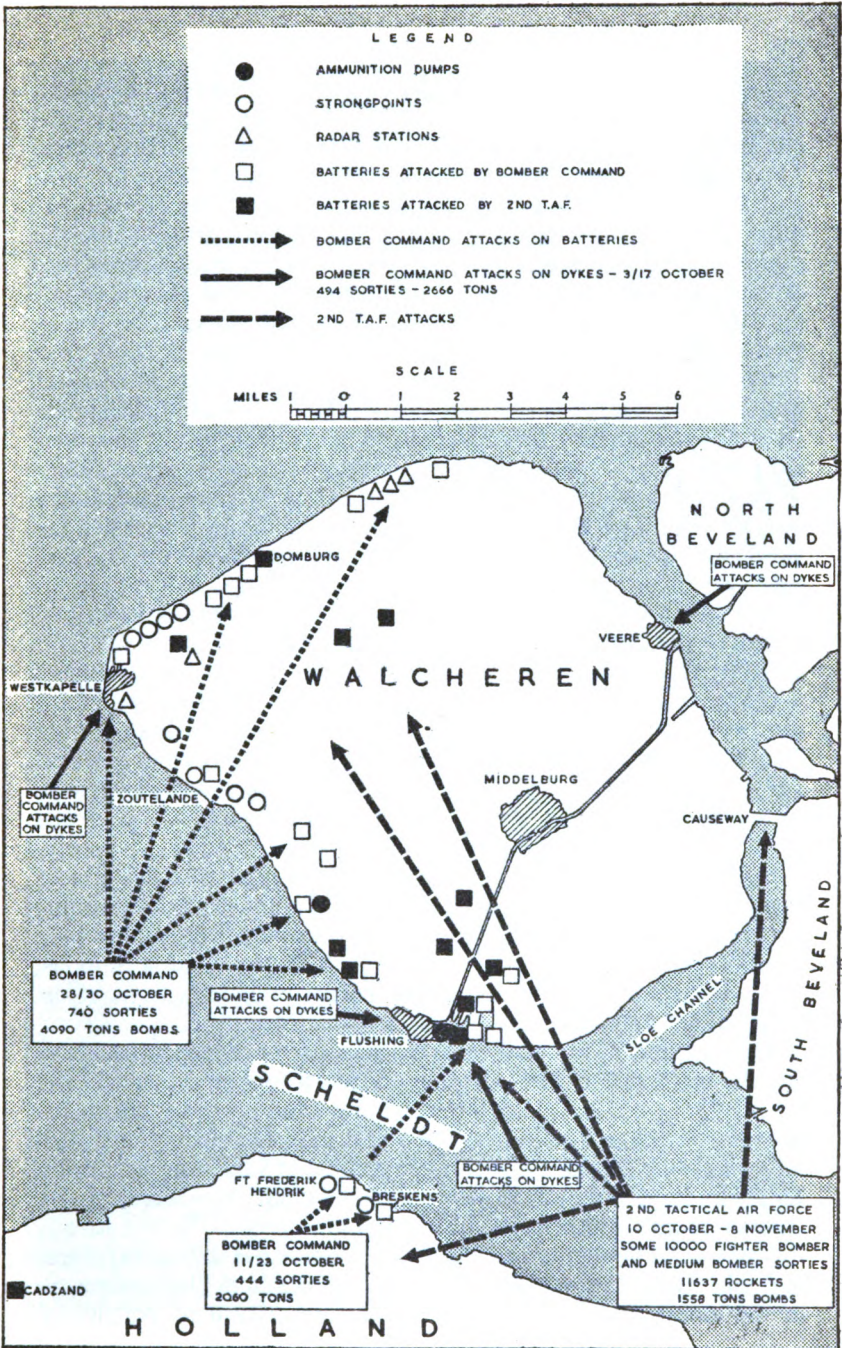 LEGEND
AMMUNITION DUMPS
STRONGPOINTS
RADAR STATIONS
BATTERIES ATTACKED BY BOMBER COMMAND
BATTERIES ATTACKED BY 2ND T.A.F.
BOMBER COMMAND ATTACKS ON BATTERIES
BOMBER COMMAND ATTACKS ON DYKES - 3/17 OCTOBER
494 SORTIES - 2666 TONS
2ND T.A.F. ATTACKS
SCALE
MILES 1 0 1 2 3 4 5 6
NORTH
BEVELAND
DOMBURG
BOMBER COMMAND
ATTACKS ON DYKES
VEERE
WALCHEREN
WESTKAPELLE
BOMBER
COMMAND
ATTACKS
ON DYKES
ZOUTELANDE
MIDDELBURG
CAUSEWAY
SOUTH BEVELAND
BOMBER COMMAND
28/30 OCTOBER
740 SORTIES
4090 TONS BOMBS
BOMBER COMMAND
ATTACKS ON DYKES
FLUSHING
SLOE CHANNEL
SCHELDT
BOMBER COMMAND
ATTACKS ON DYKES
FT FREDERIK
HENDRIK
BRESKENS
2ND TACTICAL AIR FORCE
10 OCTOBER - 8 NOVEMBER
SOME 10000 FIGHTER BOMBER
AND MEDIUM BOMBER SORTIES
11637 ROCKETS
1558 TONS BOMBS
BOMBER COMMAND
11/23 OCTOBER
444 SORTIES
2060 TONS
CADZAND
HOLLAND